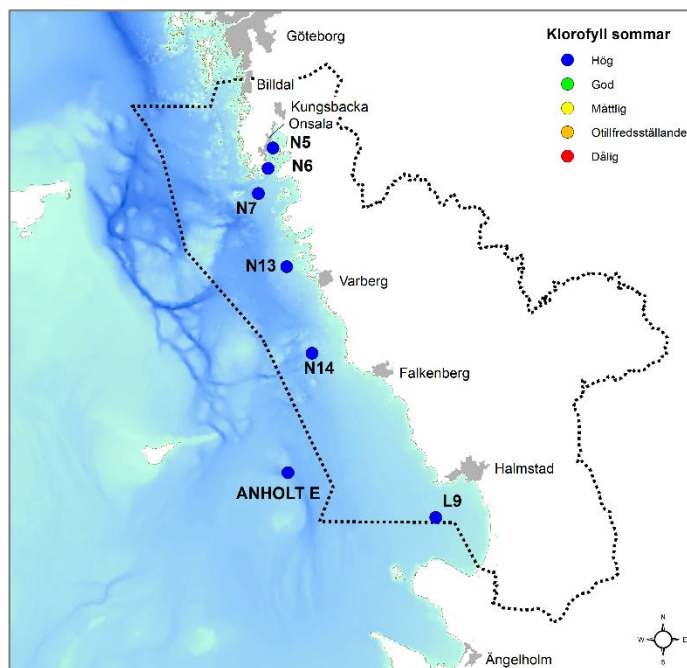 Göteborg
Klorofyll sommar
Hög
God
Måttlig
Otillfredsställande
Dålig
Billdal
Kungsbacka
Onsala
N5
N6
N7
N13
Varberg
N14
Falkenberg
Halmstad
ANHOLT E
L9
Ängelholm
N
W
E
S